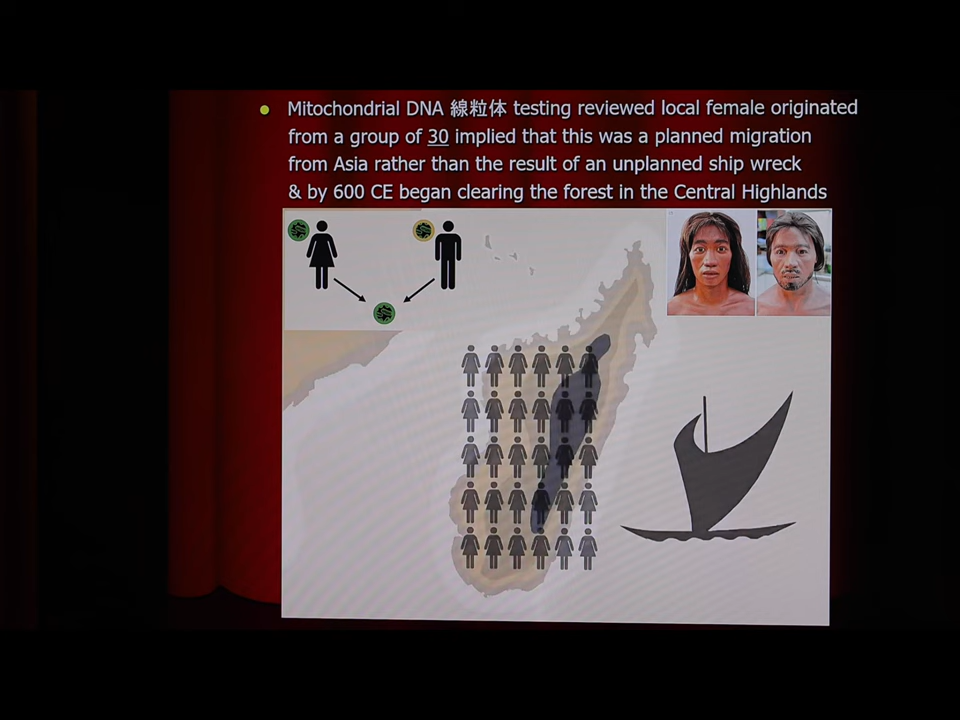 Mitochondrial DNA 線粒体 testing reviewed local female originated
from a group of 30 implied that this was a planned migration
from Asia rather than the result of an unplanned ship wreck
& by 600 CE began clearing the forest in the Central Highlands